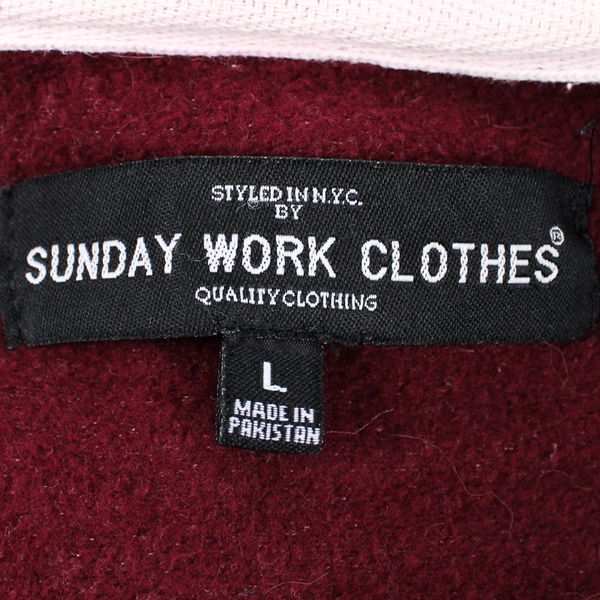 STYLED IN N.Y.C.
BY
SUNDAY WORK CLOTHES®
QUALITY CLOTHING
L
MADE IN
PAKISTAN